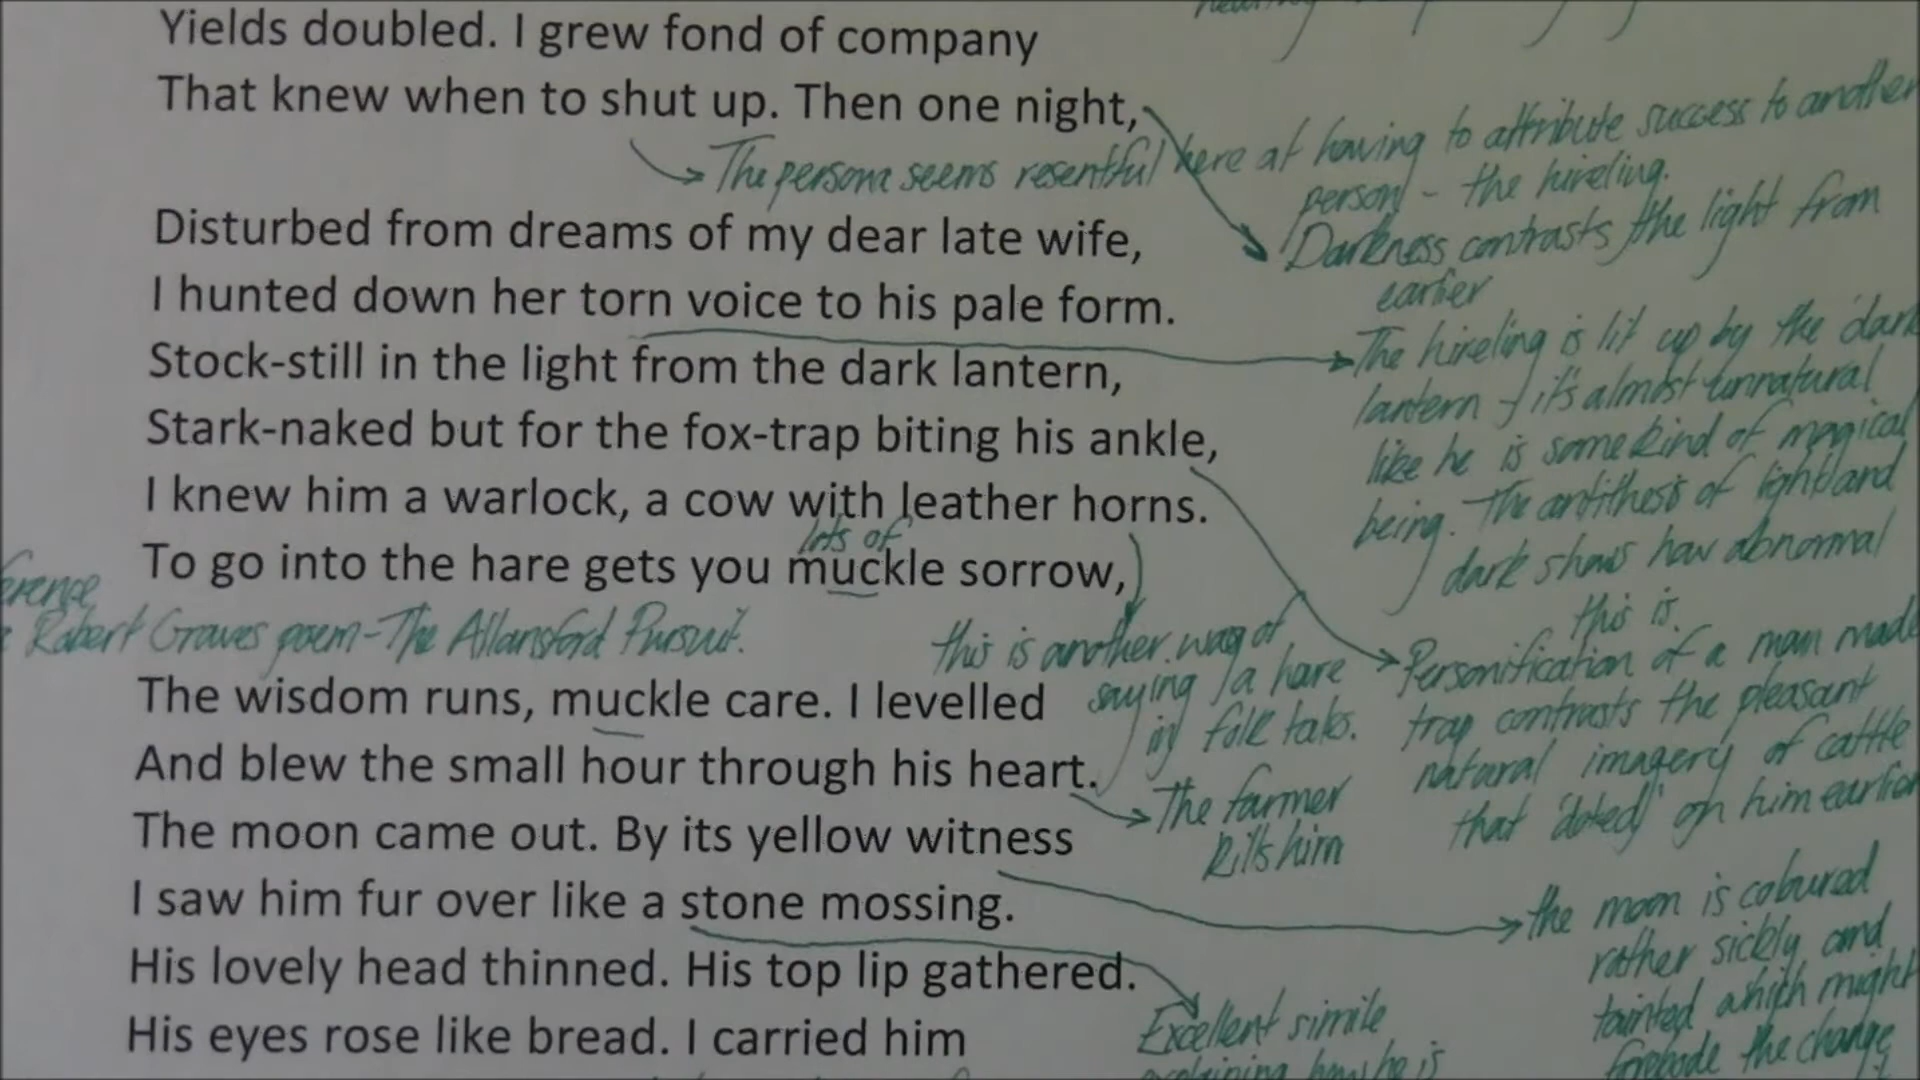 Yields doubled. I grew fond of company
That knew when to shut up. Then one night,
The persona seems resentful here at having to attribute success to another
person - the hireling.
Darkness contrasts the light from
earlier
Disturbed from dreams of my dear late wife,
I hunted down her torn voice to his pale form.
Stock-still in the light from the dark lantern,
Stark-naked but for the fox-trap biting his ankle,
I knew him a warlock, a cow with leather horns.
lots of
To go into the hare gets you muckle sorrow,
The hireling is lit up by the 'dark
lantern - it's almost unnatural
like he is some kind of magical
being. The antithesis of light and
dark shows how abnormal
this is.
Robert Graves poem - The Allansford Pursuit.
this is another way of
saying a hare
in folk tales.
Personification of a man made
trap contrasts the pleasant
natural imagery of cattle
that 'doted' on him earlier
The wisdom runs, muckle care. I levelled
And blew the small hour through his heart.
The farmer
kills him
The moon came out. By its yellow witness
I saw him fur over like a stone mossing.
the moon is coloured
rather sickly and
tainted which might
forebode the change
His lovely head thinned. His top lip gathered.
His eyes rose like bread. I carried him
Excellent simile
explaining how he is